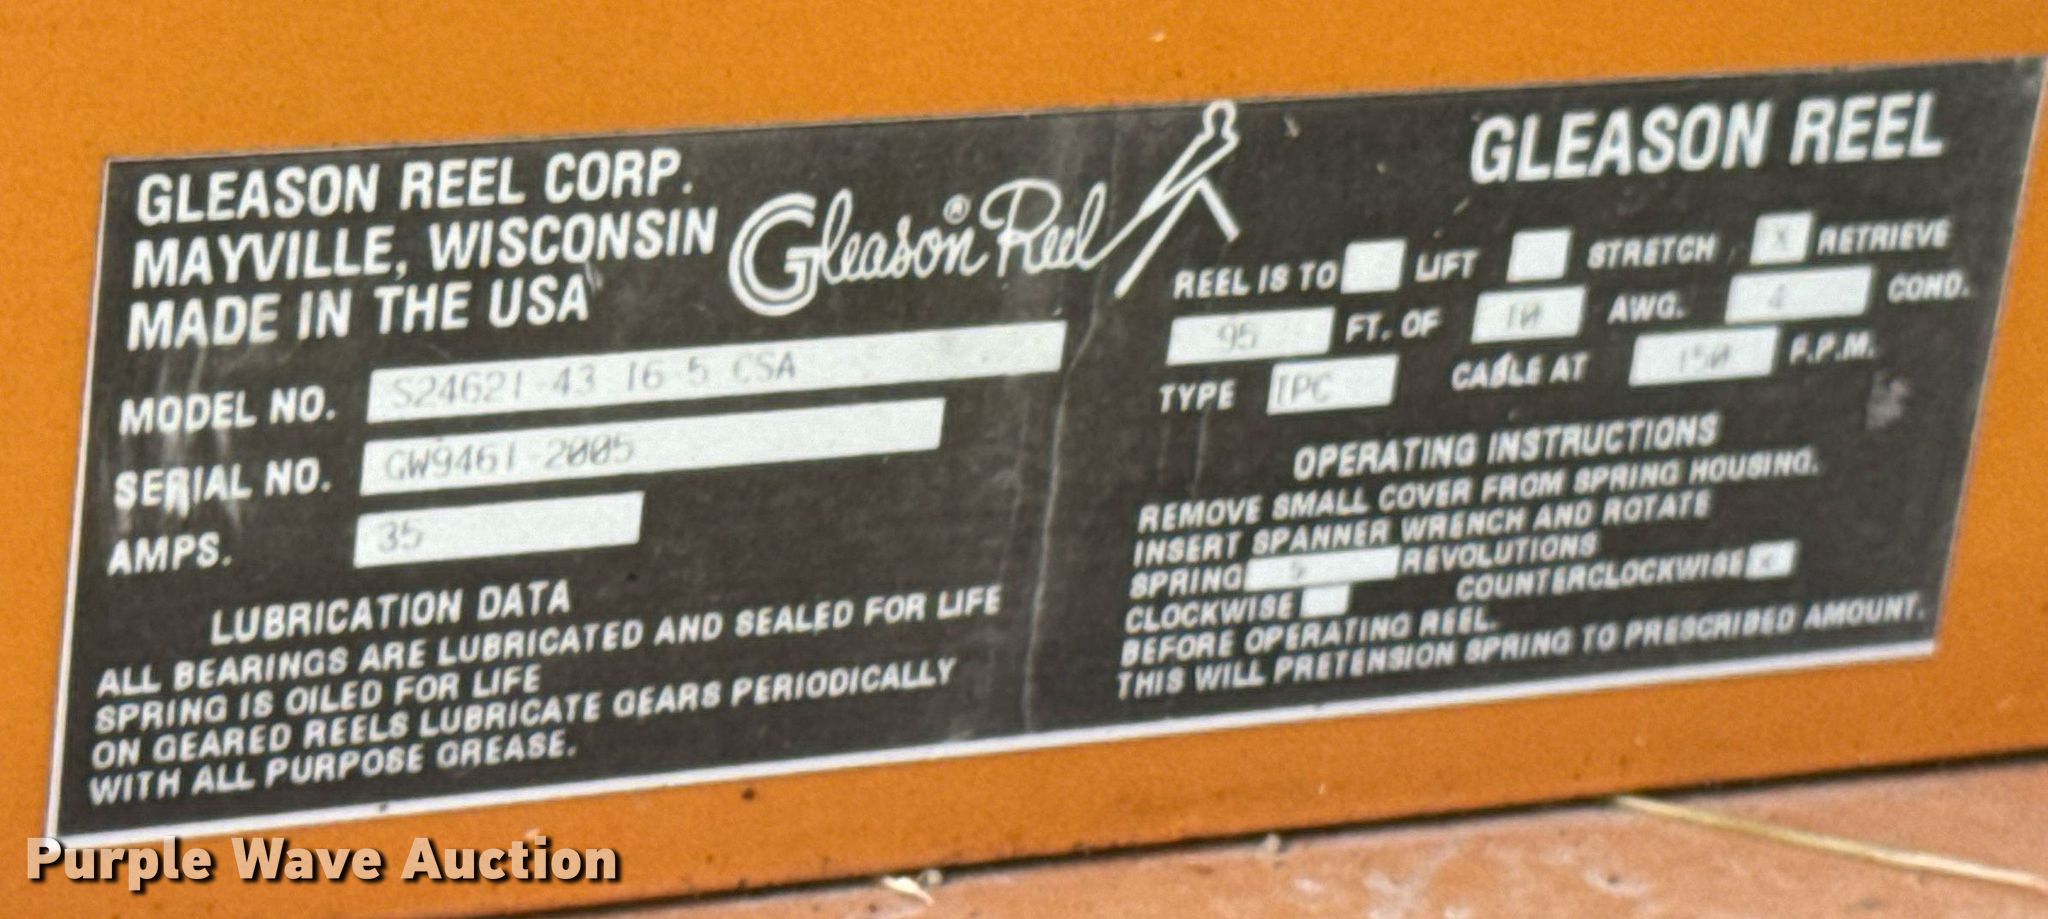 GLEASON REEL CORP.
MAYVILLE, WISCONSIN
MADE IN THE USA
Gleason Reel ®
MODEL NO. S24621-43-16-5 CSA
SERIAL NO. GW9461-2005
AMPS. 35
LUBRICATION DATA
ALL BEARINGS ARE LUBRICATED AND SEALED FOR LIFE
SPRING IS OILED FOR LIFE
ON GEARED REELS LUBRICATE GEARS PERIODICALLY
WITH ALL PURPOSE GREASE.
GLEASON REEL
REEL IS TO LIFT STRETCH X RETRIEVE
95 FT. OF 10 AWG. 4 COND.
TYPE TPC CABLE AT 150 F.P.M.
OPERATING INSTRUCTIONS
REMOVE SMALL COVER FROM SPRING HOUSING.
INSERT SPANNER WRENCH AND ROTATE
SPRING 5 REVOLUTIONS
CLOCKWISE COUNTERCLOCKWISE X
BEFORE OPERATING REEL.
THIS WILL PRETENSION SPRING TO PRESCRIBED AMOUNT.
Purple Wave Auction